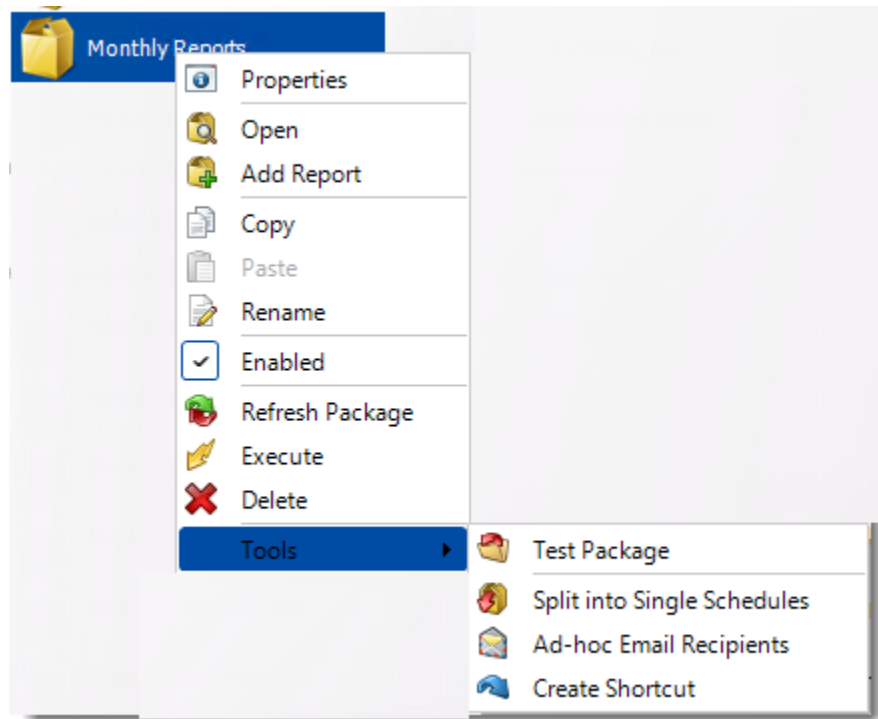 Monthly Reports
Properties
Open
Add Report
Copy
Paste
Rename
Enabled
Refresh Package
Execute
Delete
Tools
Test Package
Split into Single Schedules
Ad-hoc Email Recipients
Create Shortcut